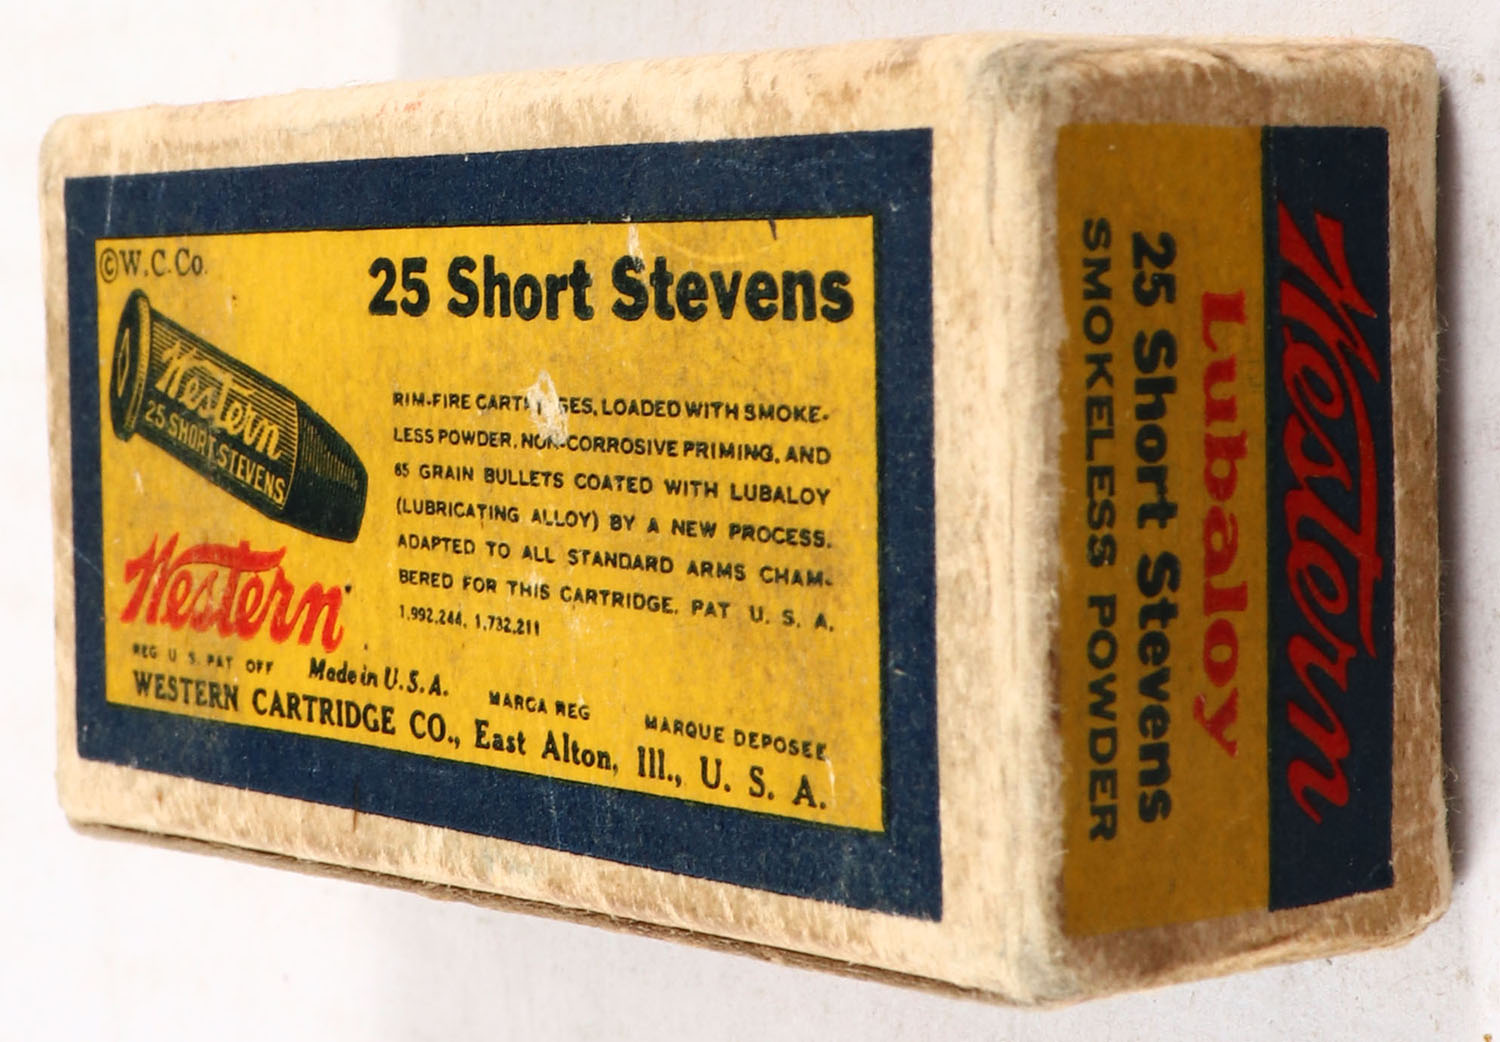 ©W.C.Co.
25 Short Stevens
Western
25 SHORT STEVENS
RIM-FIRE CARTRIDGES, LOADED WITH SMOKE-
LESS POWDER, NON-CORROSIVE PRIMING, AND
65 GRAIN BULLETS COATED WITH LUBALOY
(LUBRICATING ALLOY) BY A NEW PROCESS.
ADAPTED TO ALL STANDARD ARMS CHAM-
BERED FOR THIS CARTRIDGE. PAT U. S. A.
1,992,244, 1,732,211
Western
REG U S PAT OFF
Made in U.S.A.
MARCA REG
MARQUE DEPOSEE
WESTERN CARTRIDGE CO., East Alton, Ill., U. S. A.
Western
Lubaloy
25 Short Stevens
SMOKELESS POWDER